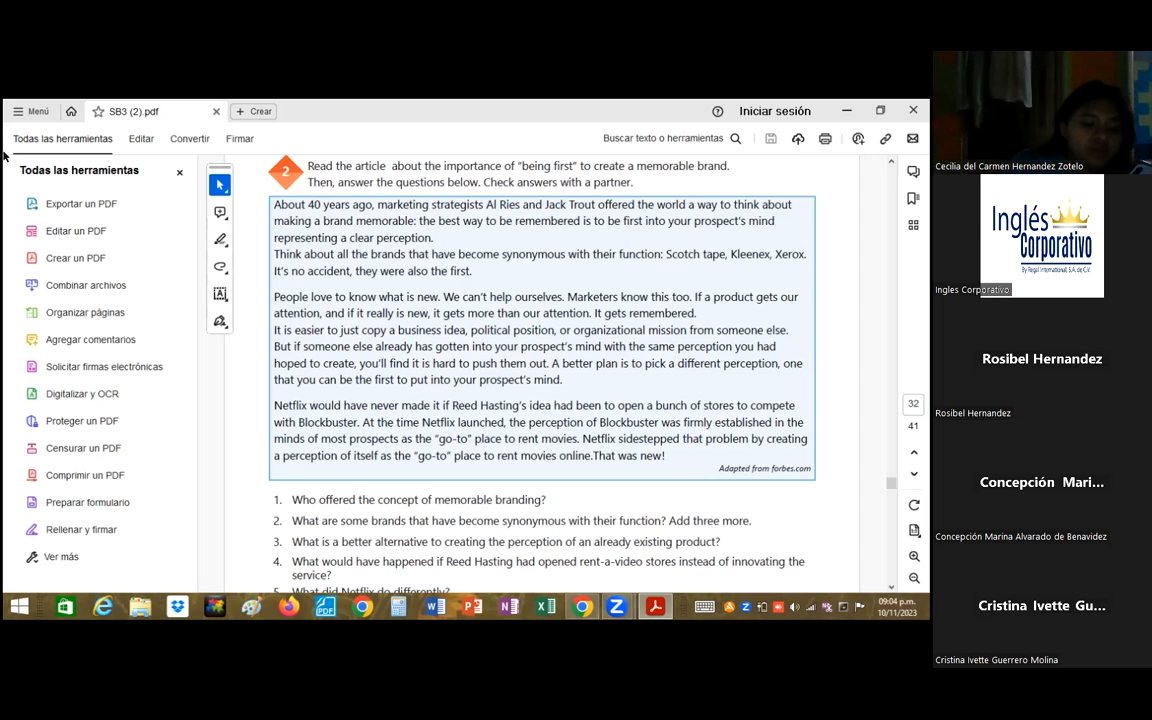 Menú
SB3 (2).pdf
Crear
Iniciar sesión
Todas las herramientas
Editar
Convertir
Firmar
Buscar texto o herramientas
Todas las herramientas
Exportar un PDF
Editar un PDF
Crear un PDF
Combinar archivos
Organizar páginas
Agregar comentarios
Solicitar firmas electrónicas
Digitalizar y OCR
Proteger un PDF
Censurar un PDF
Comprimir un PDF
Preparar formulario
Rellenar y firmar
Ver más
2
Read the article about the importance of “being first” to create a memorable brand.
Then, answer the questions below. Check answers with a partner.
About 40 years ago, marketing strategists Al Ries and Jack Trout offered the world a way to think about
making a brand memorable: the best way to be remembered is to be first into your prospect’s mind
representing a clear perception.
Think about all the brands that have become synonymous with their function: Scotch tape, Kleenex, Xerox.
It’s no accident, they were also the first.
People love to know what is new. We can’t help ourselves. Marketers know this too. If a product gets our
attention, and if it really is new, it gets more than our attention. It gets remembered.
It is easier to just copy a business idea, political position, or organizational mission from someone else.
But if someone else already has gotten into your prospect’s mind with the same perception you had
hoped to create, you’ll find it is hard to push them out. A better plan is to pick a different perception, one
that you can be the first to put into your prospect’s mind.
Netflix would have never made it if Reed Hasting’s idea had been to open a bunch of stores to compete
with Blockbuster. At the time Netflix launched, the perception of Blockbuster was firmly established in the
minds of most prospects as the “go-to” place to rent movies. Netflix sidestepped that problem by creating
a perception of itself as the “go-to” place to rent movies online.That was new!
Adapted from forbes.com
1. Who offered the concept of memorable branding?
2. What are some brands that have become synonymous with their function? Add three more.
3. What is a better alternative to creating the perception of an already existing product?
4. What would have happened if Reed Hasting had opened rent-a-video stores instead of innovating the
service?
5. What did Netflix do differently?
32
41
09:04 p.m.
10/11/2023
Cecilia del Carmen Hernandez Zotelo
Inglés
Corporativo
By Regal International, S.A. de C.V.
Ingles Corporativo
Rosibel Hernandez
Rosibel Hernandez
Concepción Mari...
Concepción Marina Alvarado de Benavidez
Cristina Ivette Gu...
Cristina Ivette Guerrero Molina